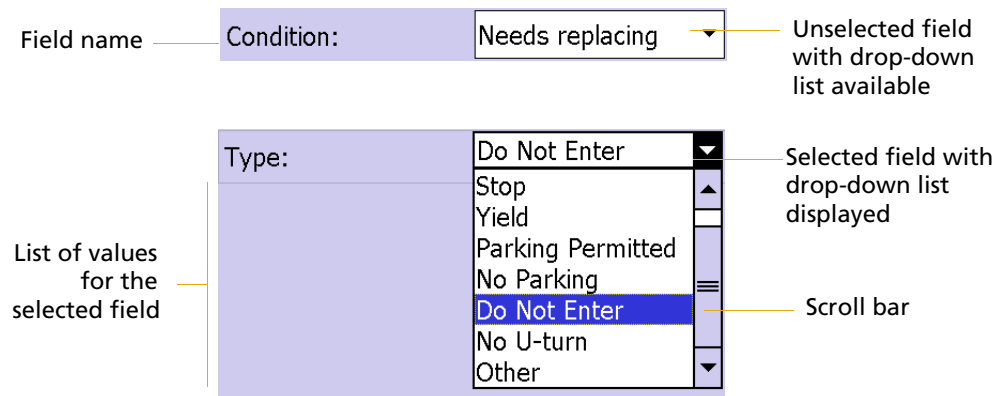 Field name
Condition:
Needs replacing
Unselected field
with drop-down
list available
Type:
Do Not Enter
Selected field with
drop-down list
displayed
Stop
Yield
Parking Permitted
No Parking
Do Not Enter
No U-turn
Other
List of values
for the
selected field
Scroll bar